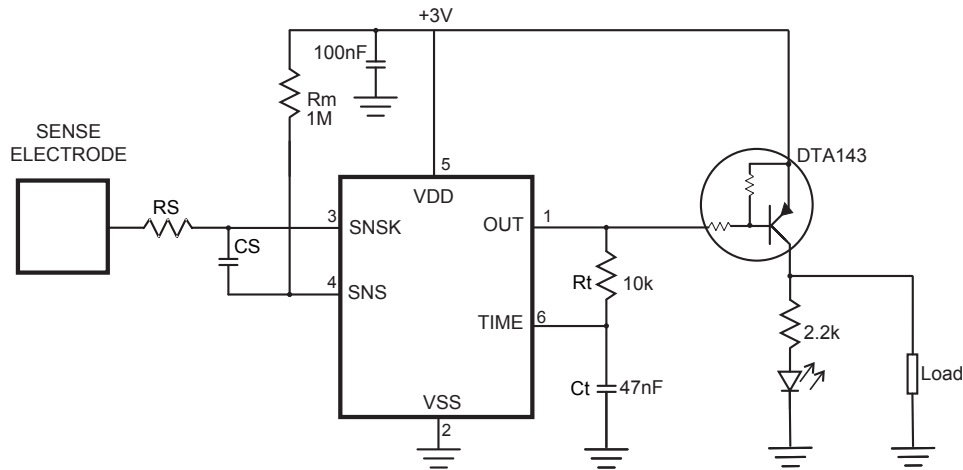 +3V
100nF
Rm
1M
SENSE
ELECTRODE
DTA143
5
VDD
RS
3
SNSK
OUT
1
CS
4
SNS
Rt
10k
TIME
6
2.2k
Ct
47nF
Load
VSS
2